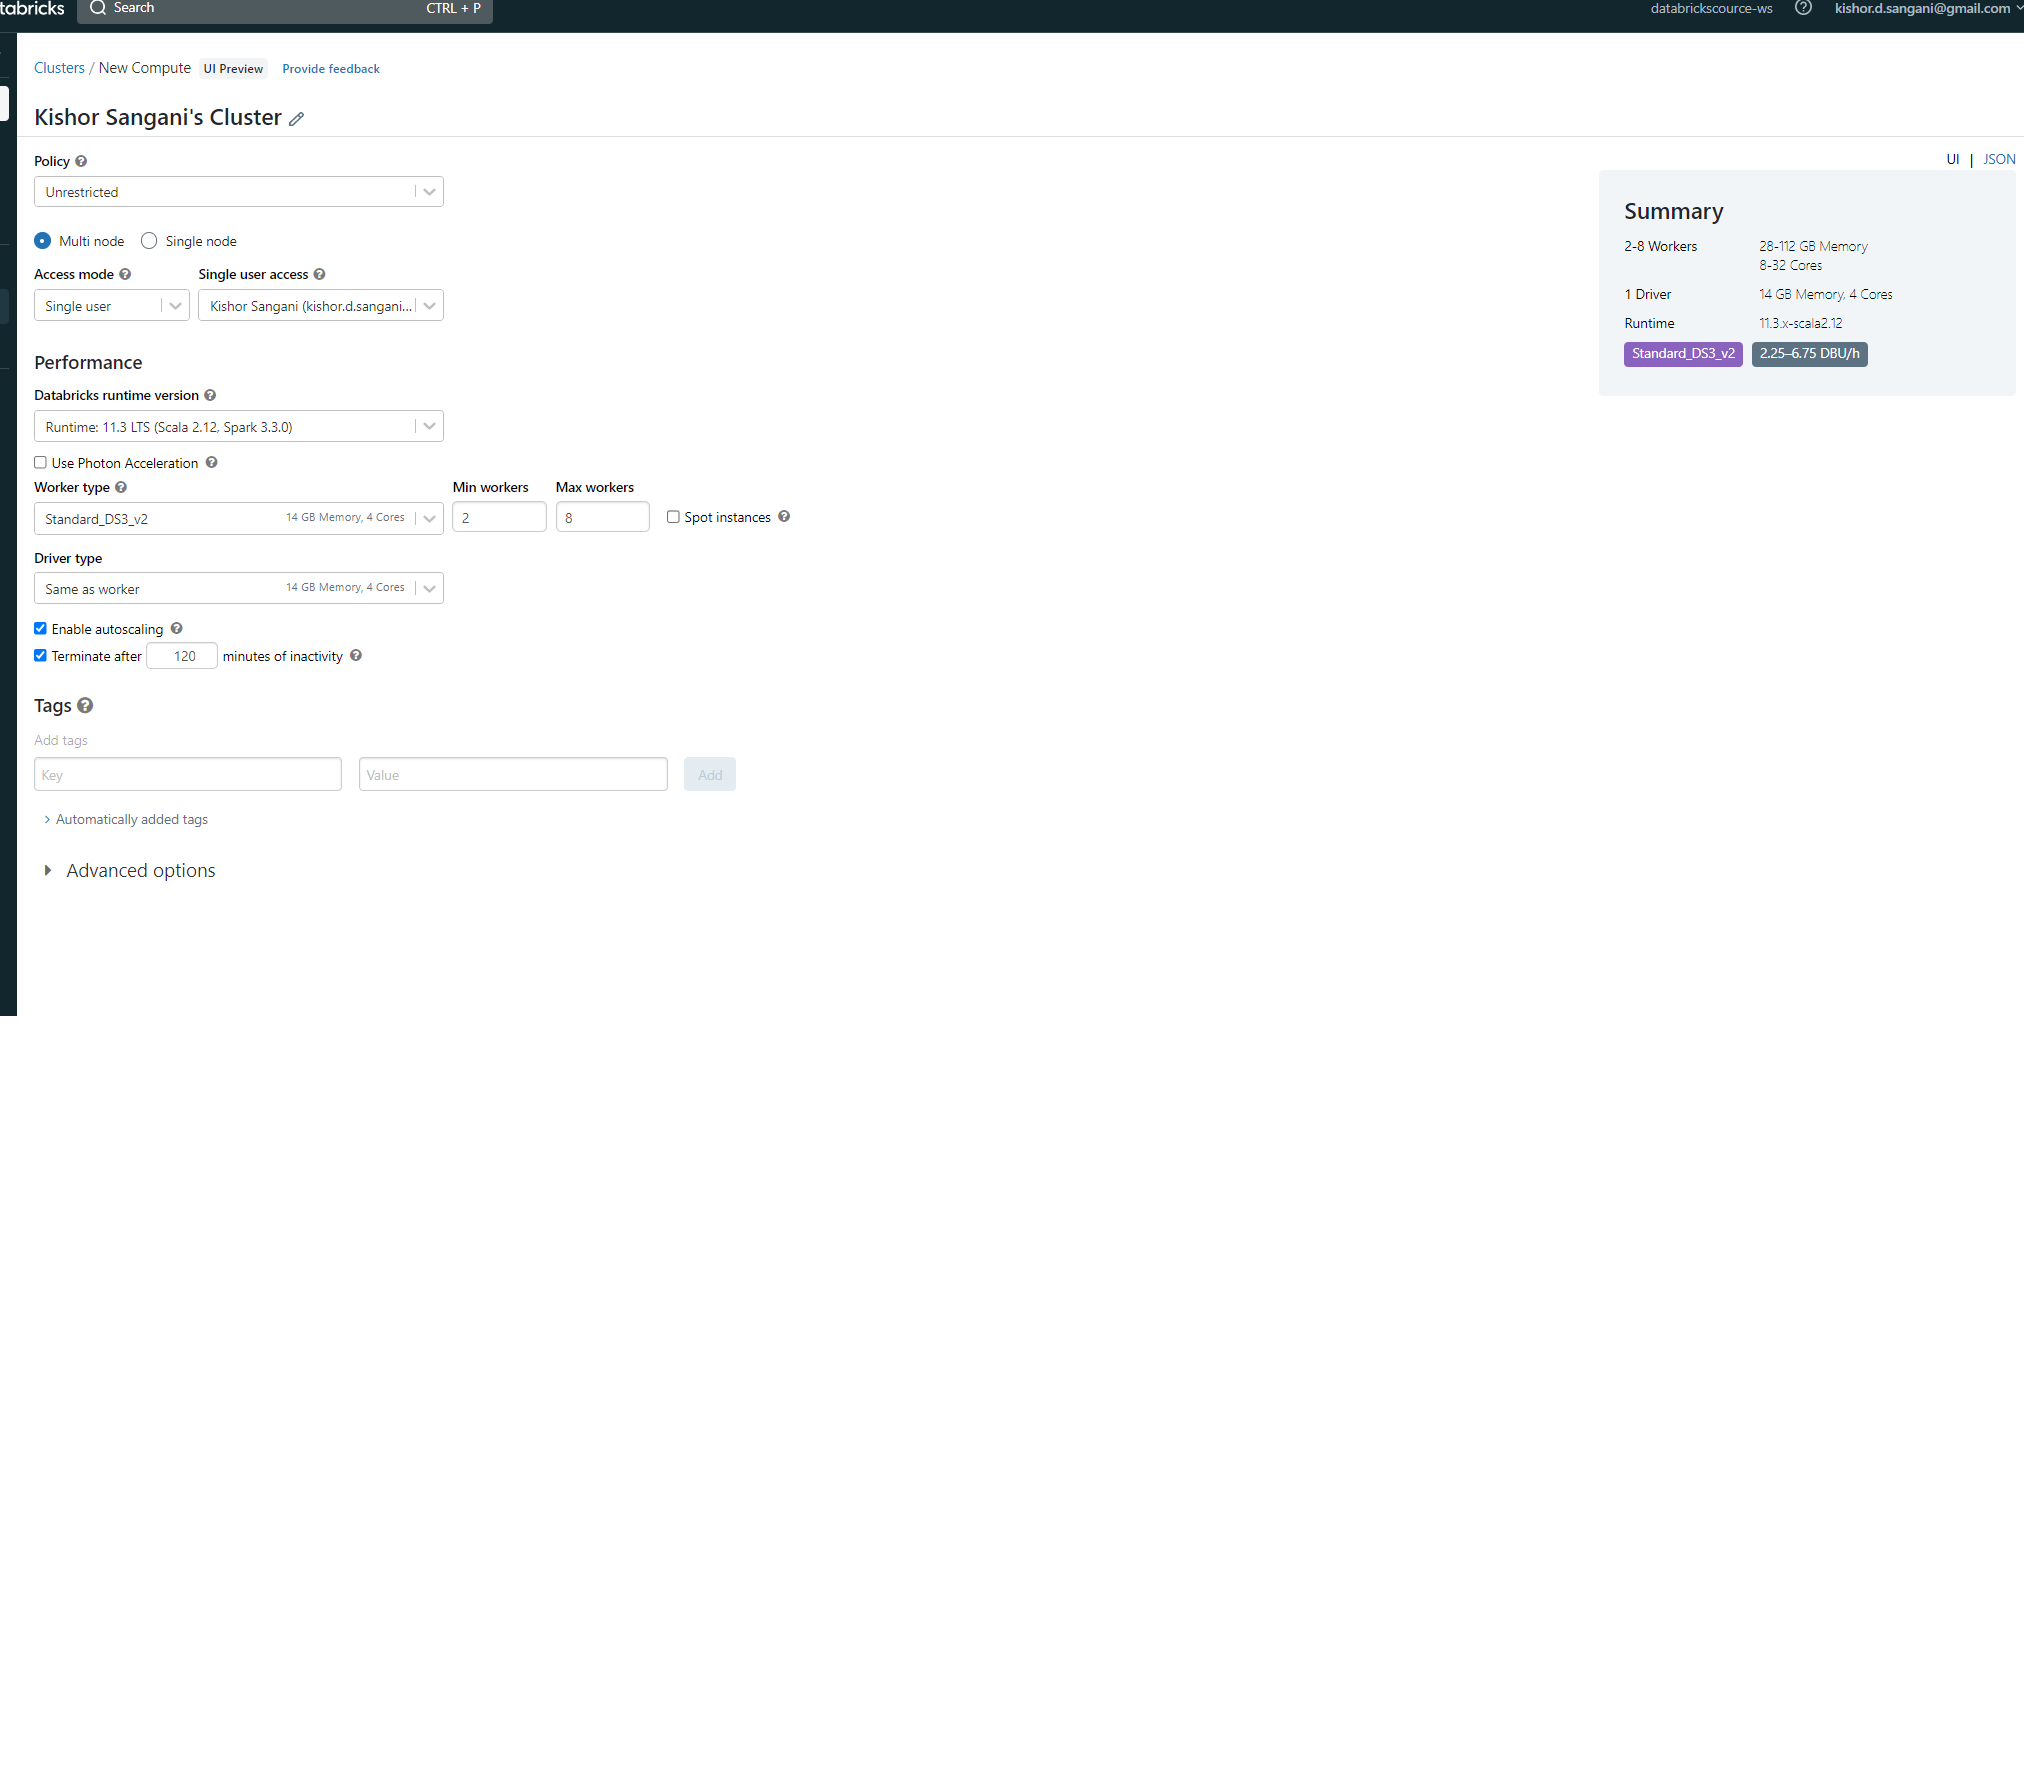 tabricks Search CTRL + P databrickscource-ws kishor.d.sangani@gmail.com
Clusters / New Compute UI Preview Provide feedback
Kishor Sangani's Cluster
UI | JSON
Policy
Unrestricted
Multi node Single node
Access mode Single user access
Single user Kishor Sangani (kishor.d.sangani...
Performance
Databricks runtime version
Runtime: 11.3 LTS (Scala 2.12, Spark 3.3.0)
Use Photon Acceleration
Worker type Min workers Max workers
Standard_DS3_v2 14 GB Memory, 4 Cores 2 8 Spot instances
Driver type
Same as worker 14 GB Memory, 4 Cores
Enable autoscaling
Terminate after 120 minutes of inactivity
Tags
Add tags
Key Value Add
Automatically added tags
Advanced options
Summary
2-8 Workers 28-112 GB Memory
8-32 Cores
1 Driver 14 GB Memory, 4 Cores
Runtime 11.3.x-scala2.12
Standard_DS3_v2 2.25–6.75 DBU/h